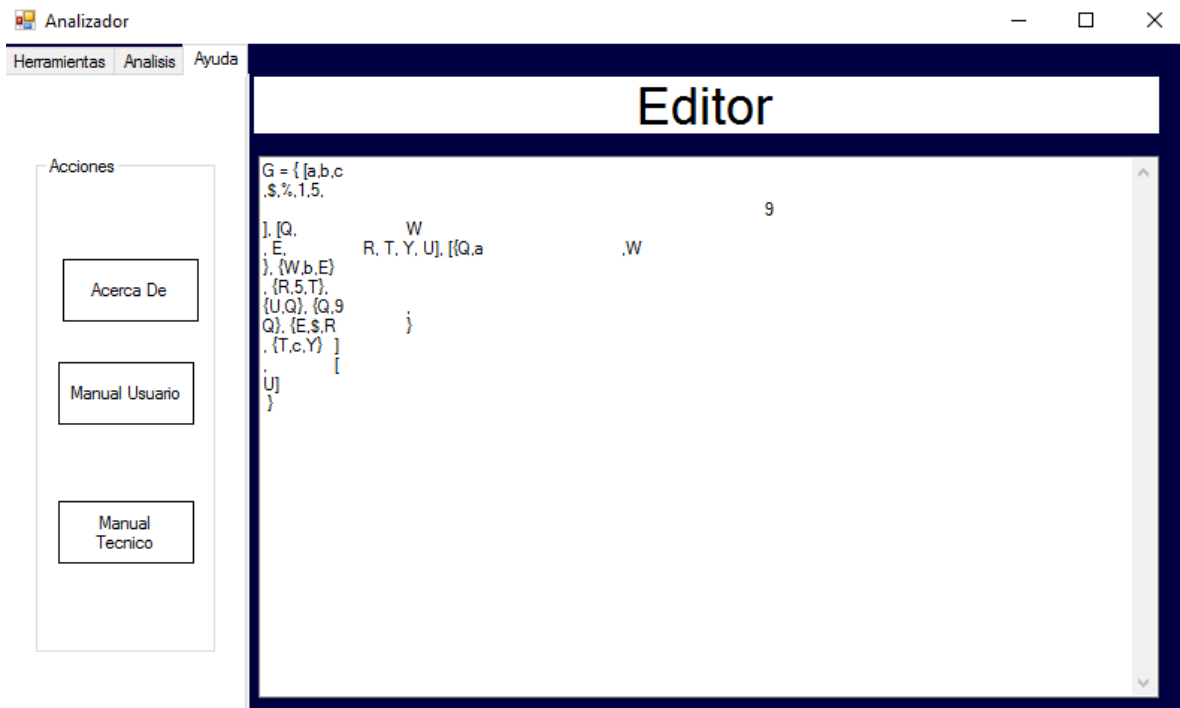 Analizador
Herramientas Analisis Ayuda
Editor
Acciones
Acerca De
Manual Usuario
Manual
Tecnico
G = { [a,b,c
,$,%,1,5,
9
], [Q, W
, E, R, T, Y, U], [{Q,a ,W
}, {W,b,E}
, {R,5,T},
{U,Q}, {Q,9 ,
Q}, {E,$,R }
, {T,c,Y} ]
, [
U]
}